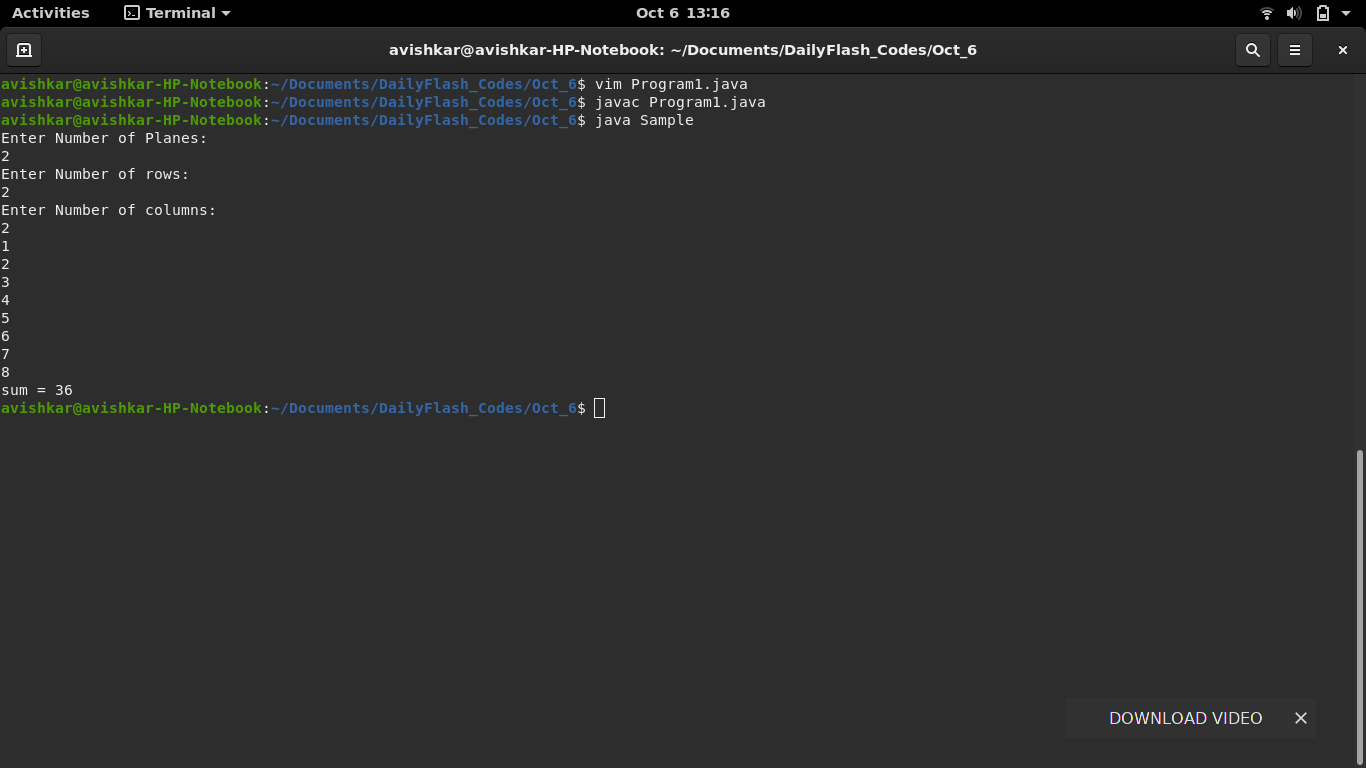 Activities Terminal Oct 6 13:16
avishkar@avishkar-HP-Notebook: ~/Documents/DailyFlash_Codes/Oct_6
avishkar@avishkar-HP-Notebook:~/Documents/DailyFlash_Codes/Oct_6$ vim Program1.java
avishkar@avishkar-HP-Notebook:~/Documents/DailyFlash_Codes/Oct_6$ javac Program1.java
avishkar@avishkar-HP-Notebook:~/Documents/DailyFlash_Codes/Oct_6$ java Sample
Enter Number of Planes:
2
Enter Number of rows:
2
Enter Number of columns:
2
1
2
3
4
5
6
7
8
sum = 36
avishkar@avishkar-HP-Notebook:~/Documents/DailyFlash_Codes/Oct_6$
DOWNLOAD VIDEO